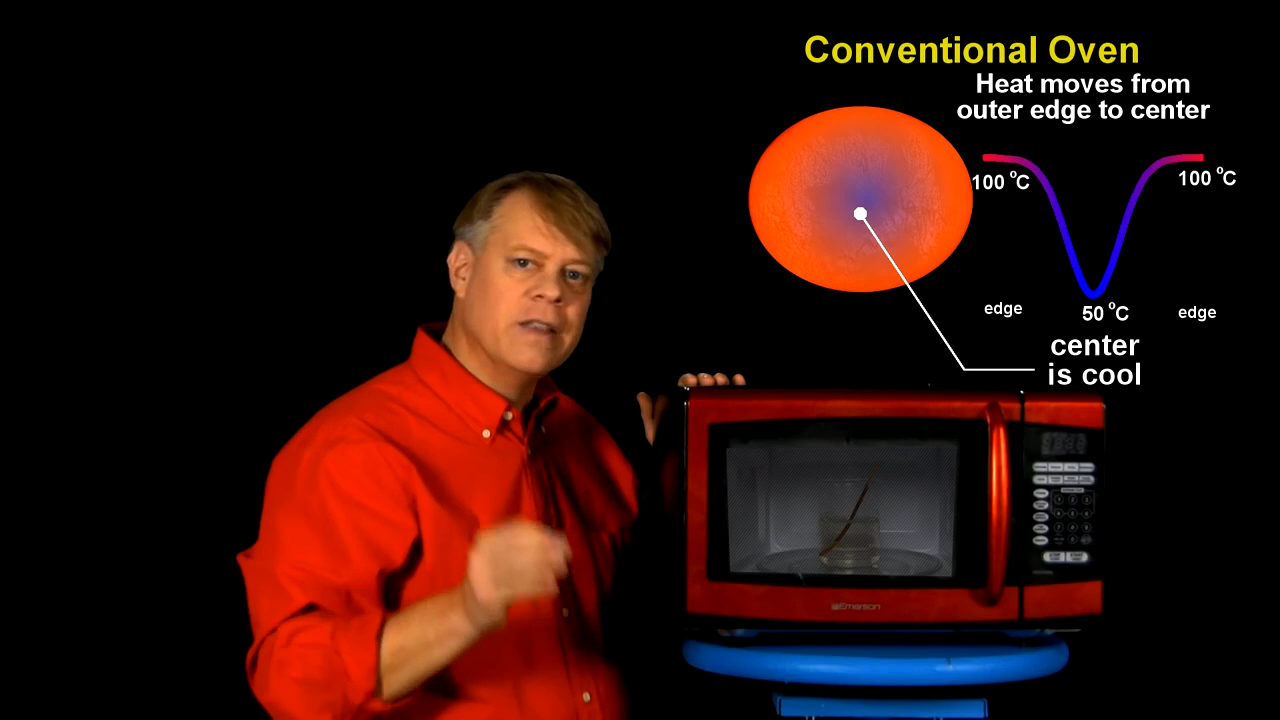 Conventional Oven
Heat moves from
outer edge to center
100 °C
100 °C
edge
50 °C
edge
center
is cool
Emerson